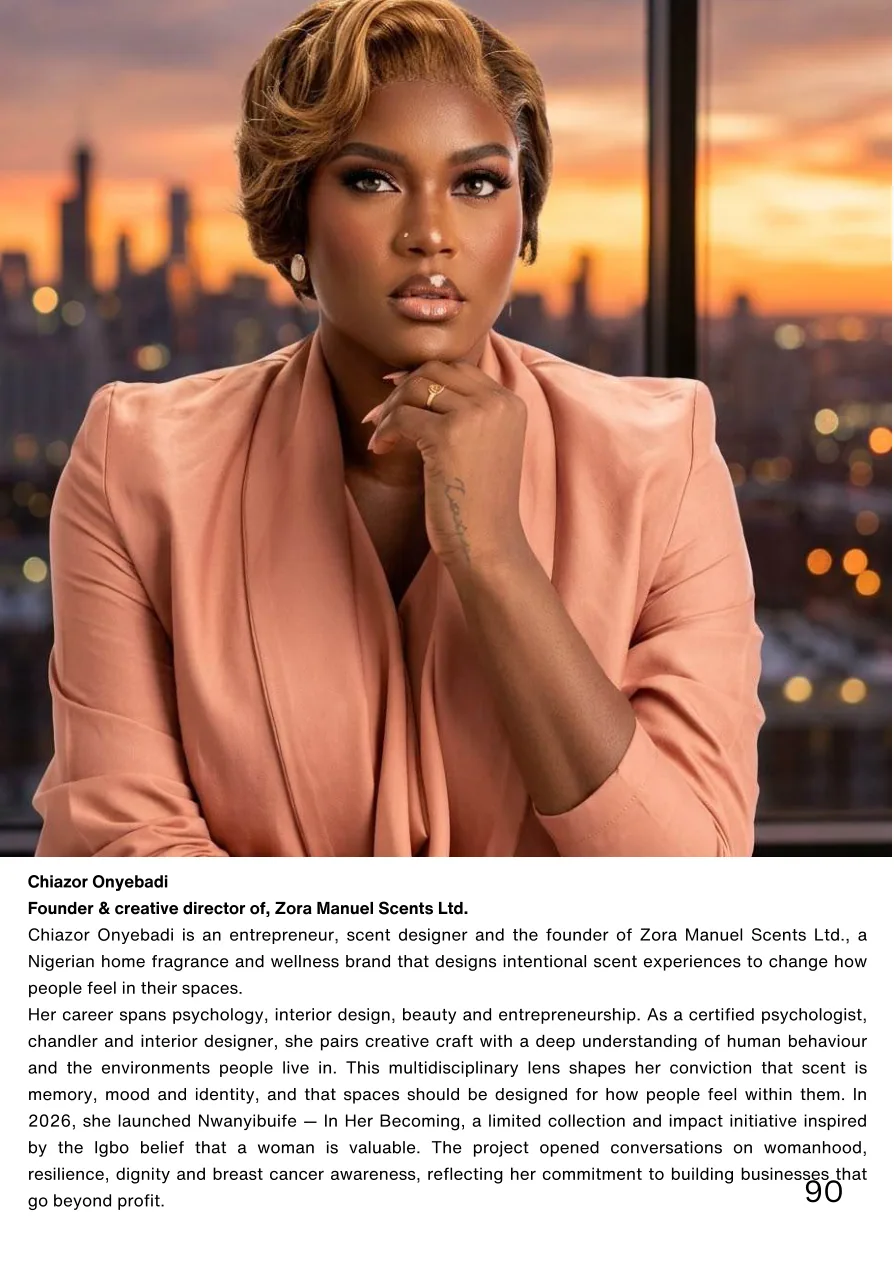 Chiazor Onyebadi
Founder & creative director of, Zora Manuel Scents Ltd.
Chiazor Onyebadi is an entrepreneur, scent designer and the founder of Zora Manuel Scents Ltd., a
Nigerian home fragrance and wellness brand that designs intentional scent experiences to change how
people feel in their spaces.
Her career spans psychology, interior design, beauty and entrepreneurship. As a certified psychologist,
chandler and interior designer, she pairs creative craft with a deep understanding of human behaviour
and the environments people live in. This multidisciplinary lens shapes her conviction that scent is
memory, mood and identity, and that spaces should be designed for how people feel within them. In
2026, she launched Nwanyibuife — In Her Becoming, a limited collection and impact initiative inspired
by the Igbo belief that a woman is valuable. The project opened conversations on womanhood,
resilience, dignity and breast cancer awareness, reflecting her commitment to building businesses that
go beyond profit.
90